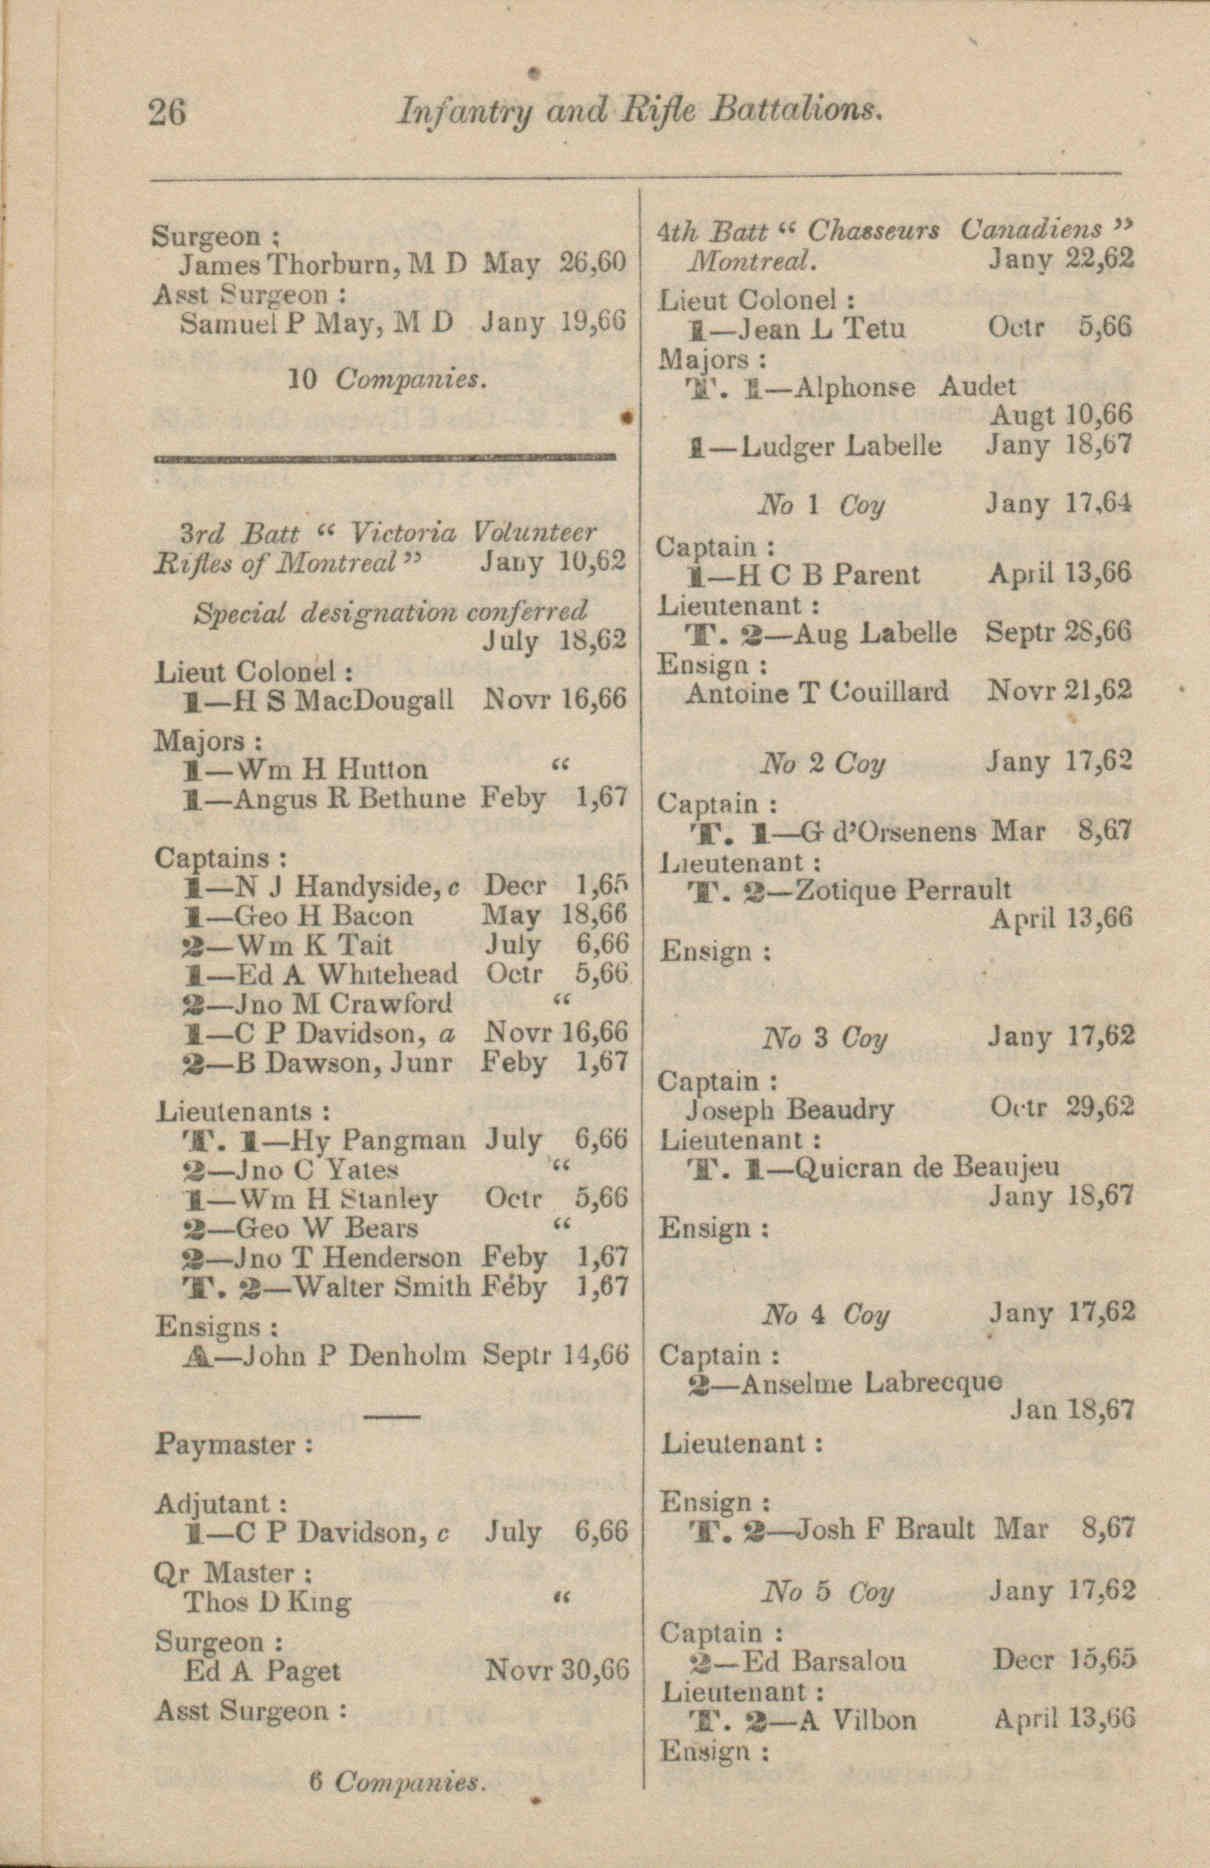 26
Infantry and Rifle Battalions.
Surgeon :
James Thorburn, M D May 26,60
Asst Surgeon :
Samuel P May, M D Jany 19,66
10 Companies.
3rd Batt “ Victoria Volunteer
Rifles of Montreal ” Jany 10,62
Special designation conferred
July 18,62
Lieut Colonel :
1—H S MacDougall Novr 16,66
Majors :
1—Wm H Hutton “
1—Angus R Bethune Feby 1,67
Captains :
1—N J Handyside, c Decr 1,65
1—Geo H Bacon May 18,66
2—Wm K Tait July 6,66
1—Ed A Whitehead Octr 5,66
2—Jno M Crawford “
1—C P Davidson, a Novr 16,66
2—B Dawson, Junr Feby 1,67
Lieutenants :
T. 1—Hy Pangman July 6,66
2—Jno C Yates “
1—Wm H Stanley Octr 5,66
2—Geo W Bears “
2—Jno T Henderson Feby 1,67
T. 2—Walter Smith Feby 1,67
Ensigns :
A—John P Denholm Septr 14,66
Paymaster :
Adjutant :
1—C P Davidson, c July 6,66
Qr Master :
Thos D King “
Surgeon :
Ed A Paget Novr 30,66
Asst Surgeon :
6 Companies.
4th Batt “ Chasseurs Canadiens ”
Montreal. Jany 22,62
Lieut Colonel :
1—Jean L Tetu Octr 5,66
Majors :
T. 1—Alphonse Audet
Augt 10,66
1—Ludger Labelle Jany 18,67
No 1 Coy Jany 17,64
Captain :
1—H C B Parent April 13,66
Lieutenant :
T. 2—Aug Labelle Septr 28,66
Ensign :
Antoine T Couillard Novr 21,62
No 2 Coy Jany 17,62
Captain :
T. 1—G d’Orsenens Mar 8,67
Lieutenant :
T. 2—Zotique Perrault
April 13,66
Ensign :
No 3 Coy Jany 17,62
Captain :
Joseph Beaudry Octr 29,62
Lieutenant :
T. 1—Quicran de Beaujeu
Jany 18,67
Ensign :
No 4 Coy Jany 17,62
Captain :
2—Anselme Labrecque
Jan 18,67
Lieutenant :
Ensign :
T. 2—Josh F Brault Mar 8,67
No 5 Coy Jany 17,62
Captain :
2—Ed Barsalou Decr 15,65
Lieutenant :
T. 2—A Vilbon April 13,66
Ensign :